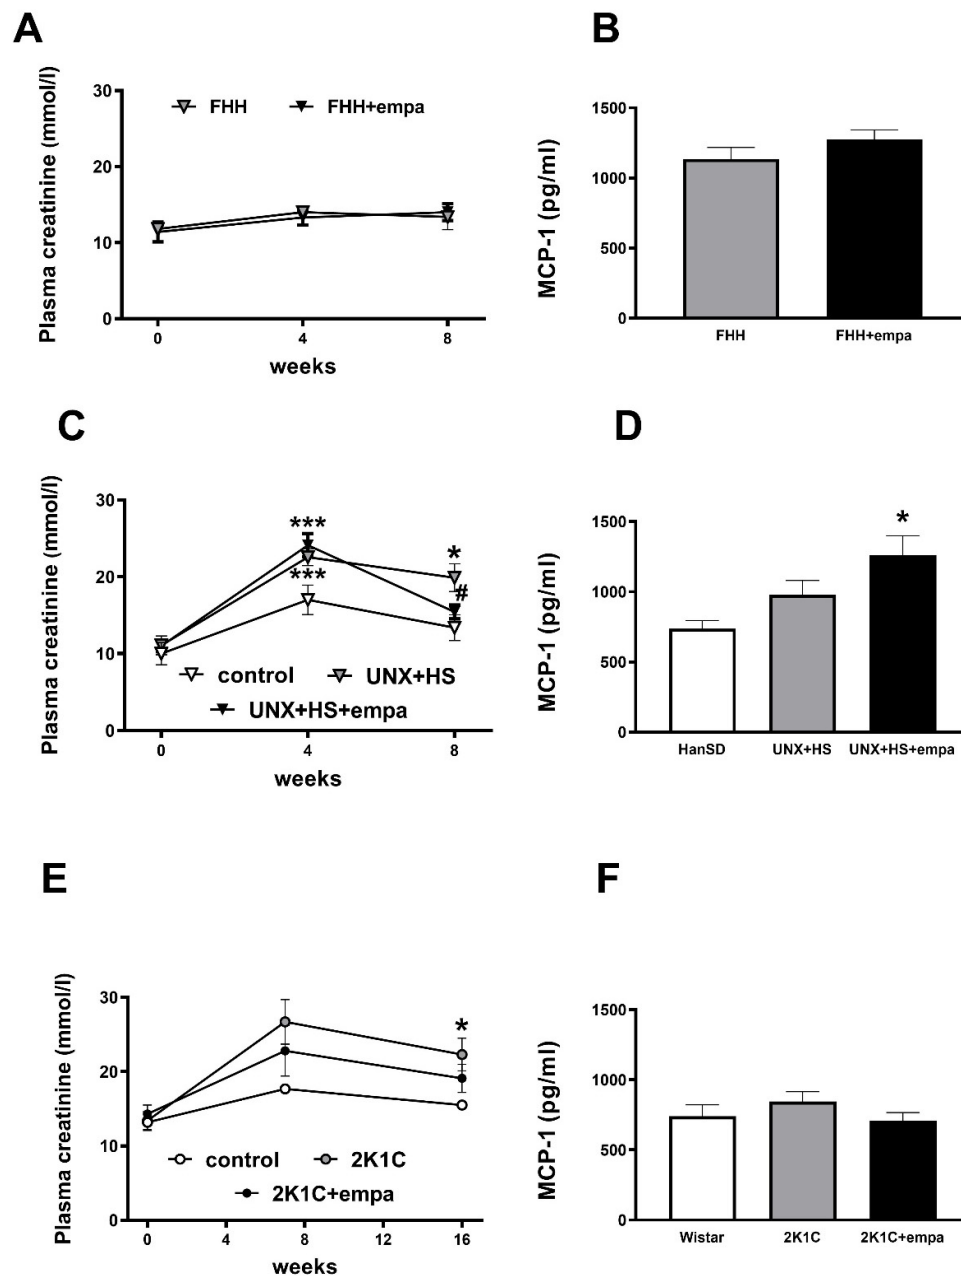 A
Plasma creatinine (mmol/l)
30
20
10
0
FHH
FHH+empa
0
4
8
weeks
B
MCP-1 (pg/ml)
1500
1000
500
0
FHH
FHH+empa
C
Plasma creatinine (mmol/l)
30
20
10
0
***
***
*
#
control
UNX+HS
UNX+HS+empa
0
4
8
weeks
D
MCP-1 (pg/ml)
1500
1000
500
0
*
HanSD
UNX+HS
UNX+HS+empa
E
Plasma creatinine (mmol/l)
30
20
10
0
*
control
2K1C
2K1C+empa
0
4
8
12
16
weeks
F
MCP-1 (pg/ml)
1500
1000
500
0
Wistar
2K1C
2K1C+empa